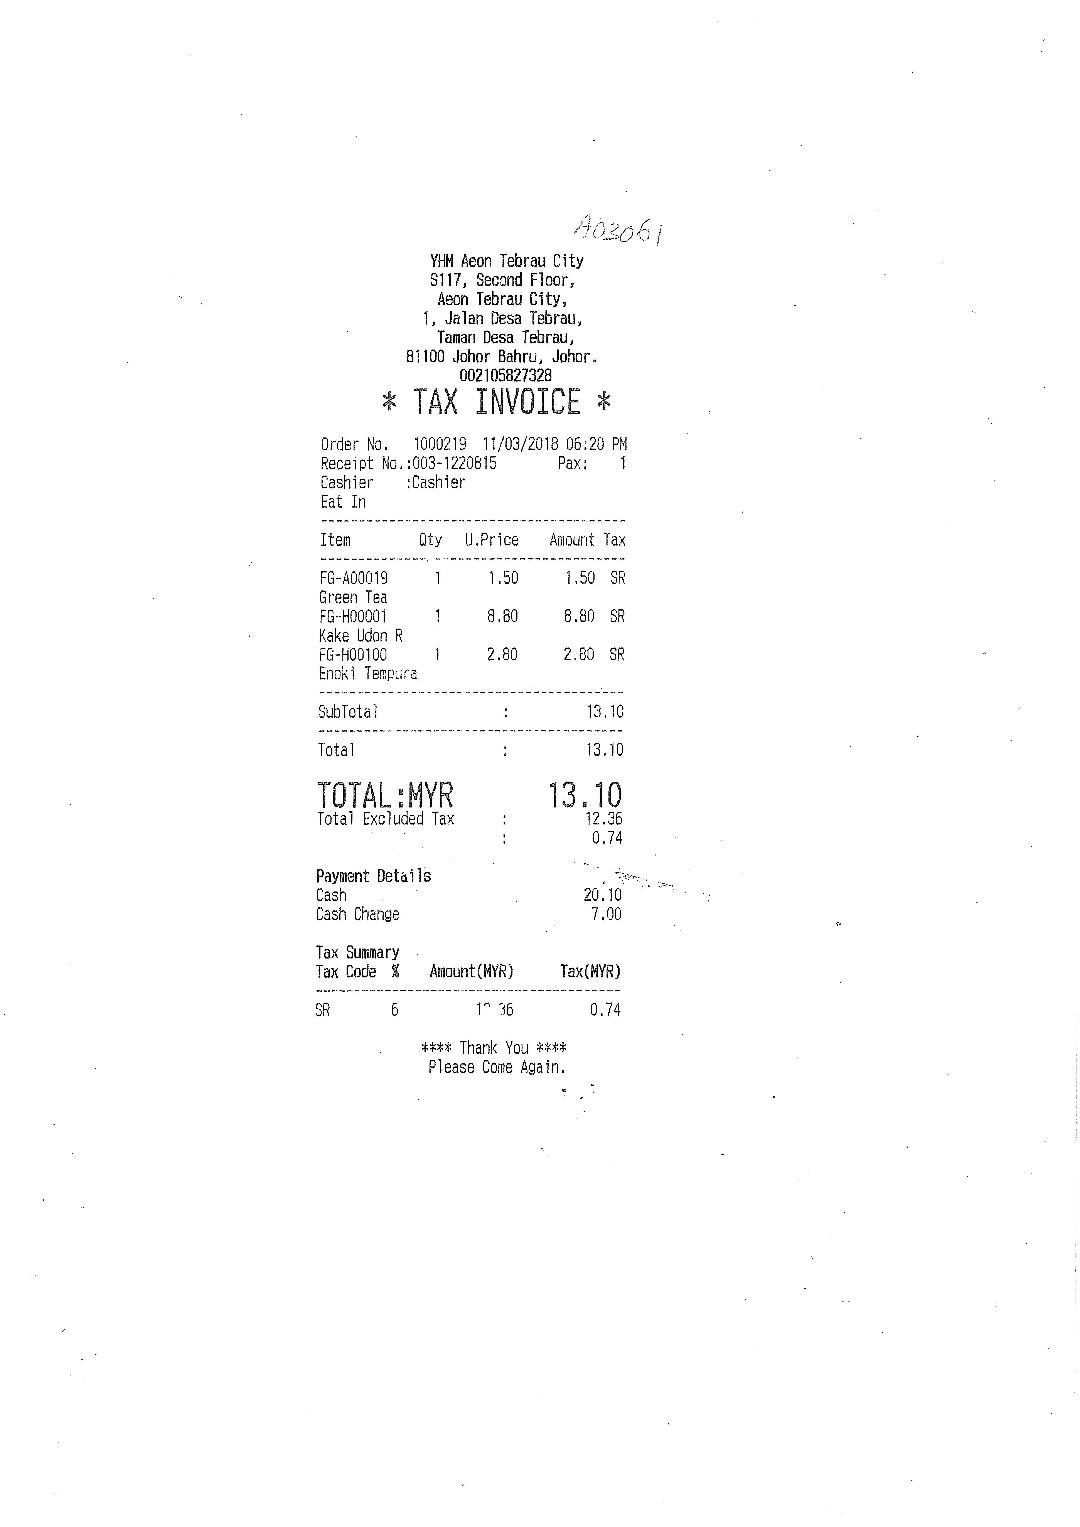 A03061
YHM Aeon Tebrau City
S117, Second Floor,
Aeon Tebrau City,
1, Jalan Desa Tebrau,
Taman Desa Tebrau,
81100 Johor Bahru, Johor.
002105827328
* TAX INVOICE *
Order No. 1000219 11/03/2018 06:20 PM
Receipt No.:003-1220815 Pax: 1
Cashier :Cashier
Eat In
Item Qty U.Price Amount Tax
FG-A00019 1 1.50 1.50 SR
Green Tea
FG-H00001 1 8.80 8.80 SR
Kake Udon R
FG-H00100 1 2.80 2.80 SR
Enoki Tempura
SubTotal : 13.10
Total : 13.10
TOTAL:MYR 13.10
Total Excluded Tax : 12.36
: 0.74
Payment Details
Cash 20.10
Cash Change 7.00
Tax Summary
Tax Code % Amount(MYR) Tax(MYR)
SR 6 0.74
**** Thank You ****
Please Come Again.